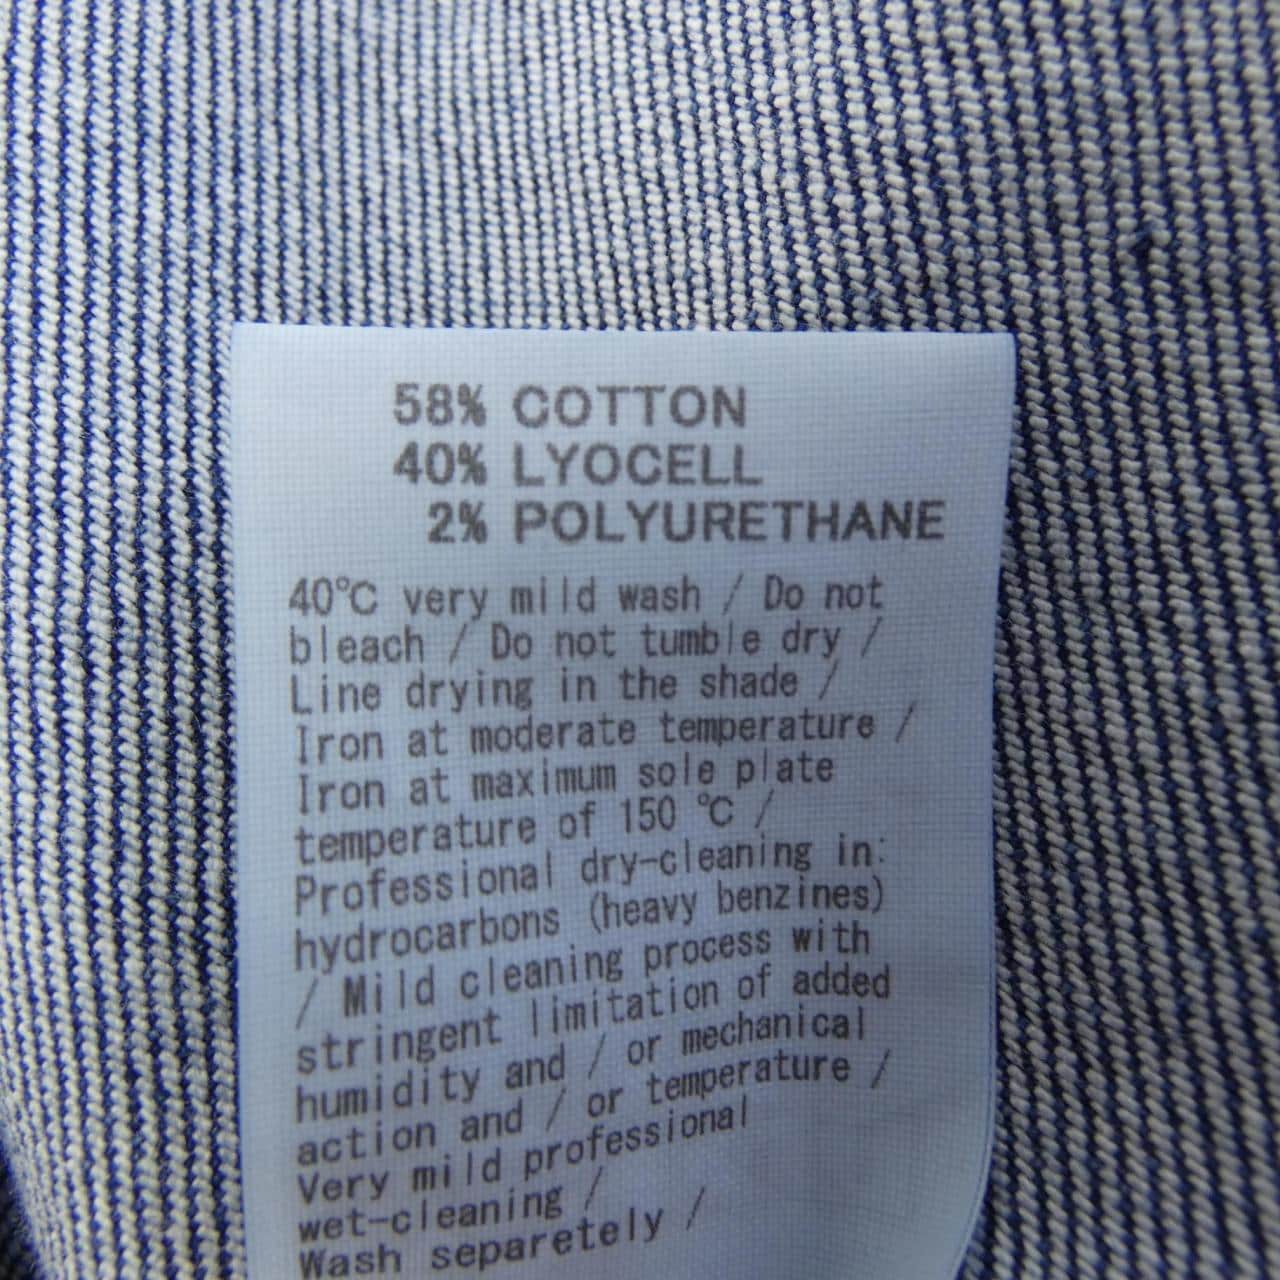 58% COTTON
40% LYOCELL
2% POLYURETHANE
40℃ very mild wash / Do not
bleach / Do not tumble dry /
Line drying in the shade /
Iron at moderate temperature /
Iron at maximum sole plate
temperature of 150 ℃ /
Professional dry-cleaning in:
hydrocarbons (heavy benzines)
/ Mild cleaning process with
stringent limitation of added
humidity and / or mechanical
action and / or temperature /
Very mild professional
wet-cleaning /
Wash separetely /